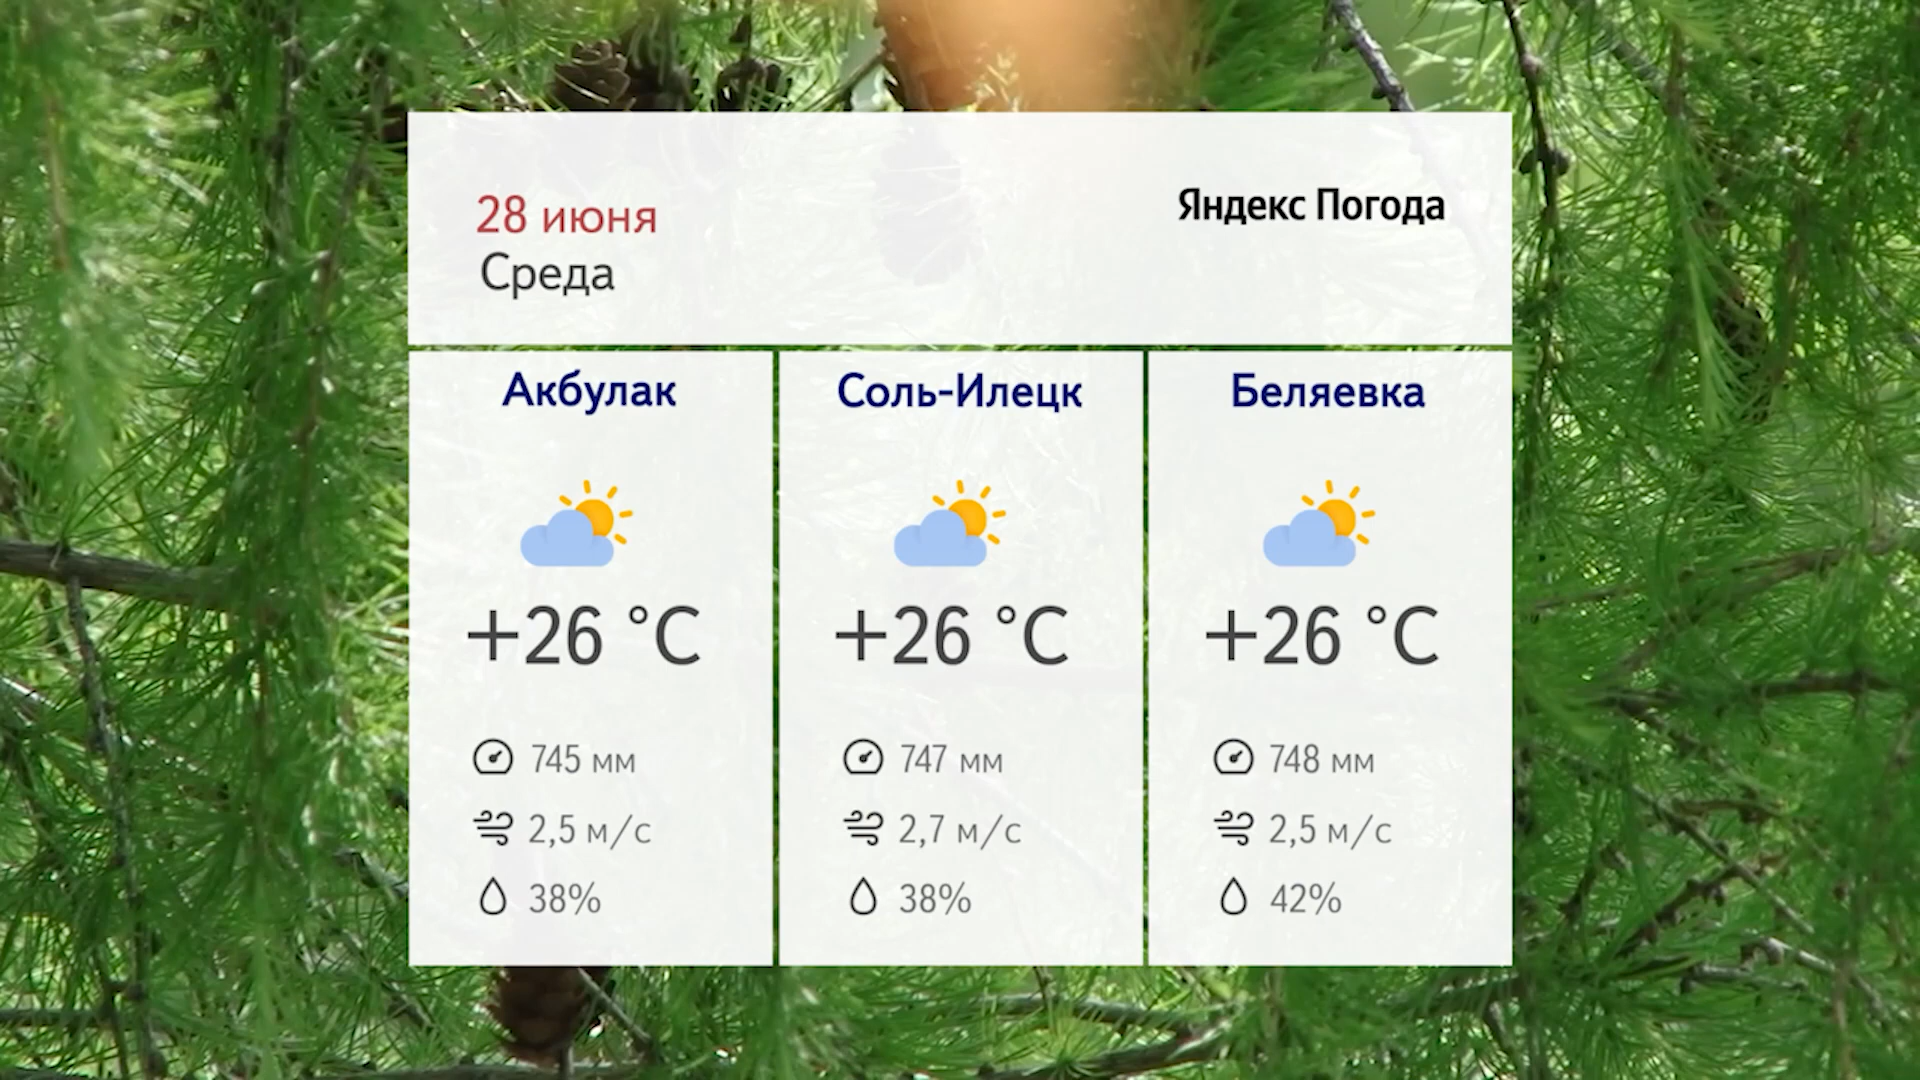 28 июня
Среда
Яндекс Погода
Акбулак
+26 °C
745 мм
2,5 м/с
38%
Соль-Илецк
+26 °C
747 мм
2,7 м/с
38%
Беляевка
+26 °C
748 мм
2,5 м/с
42%